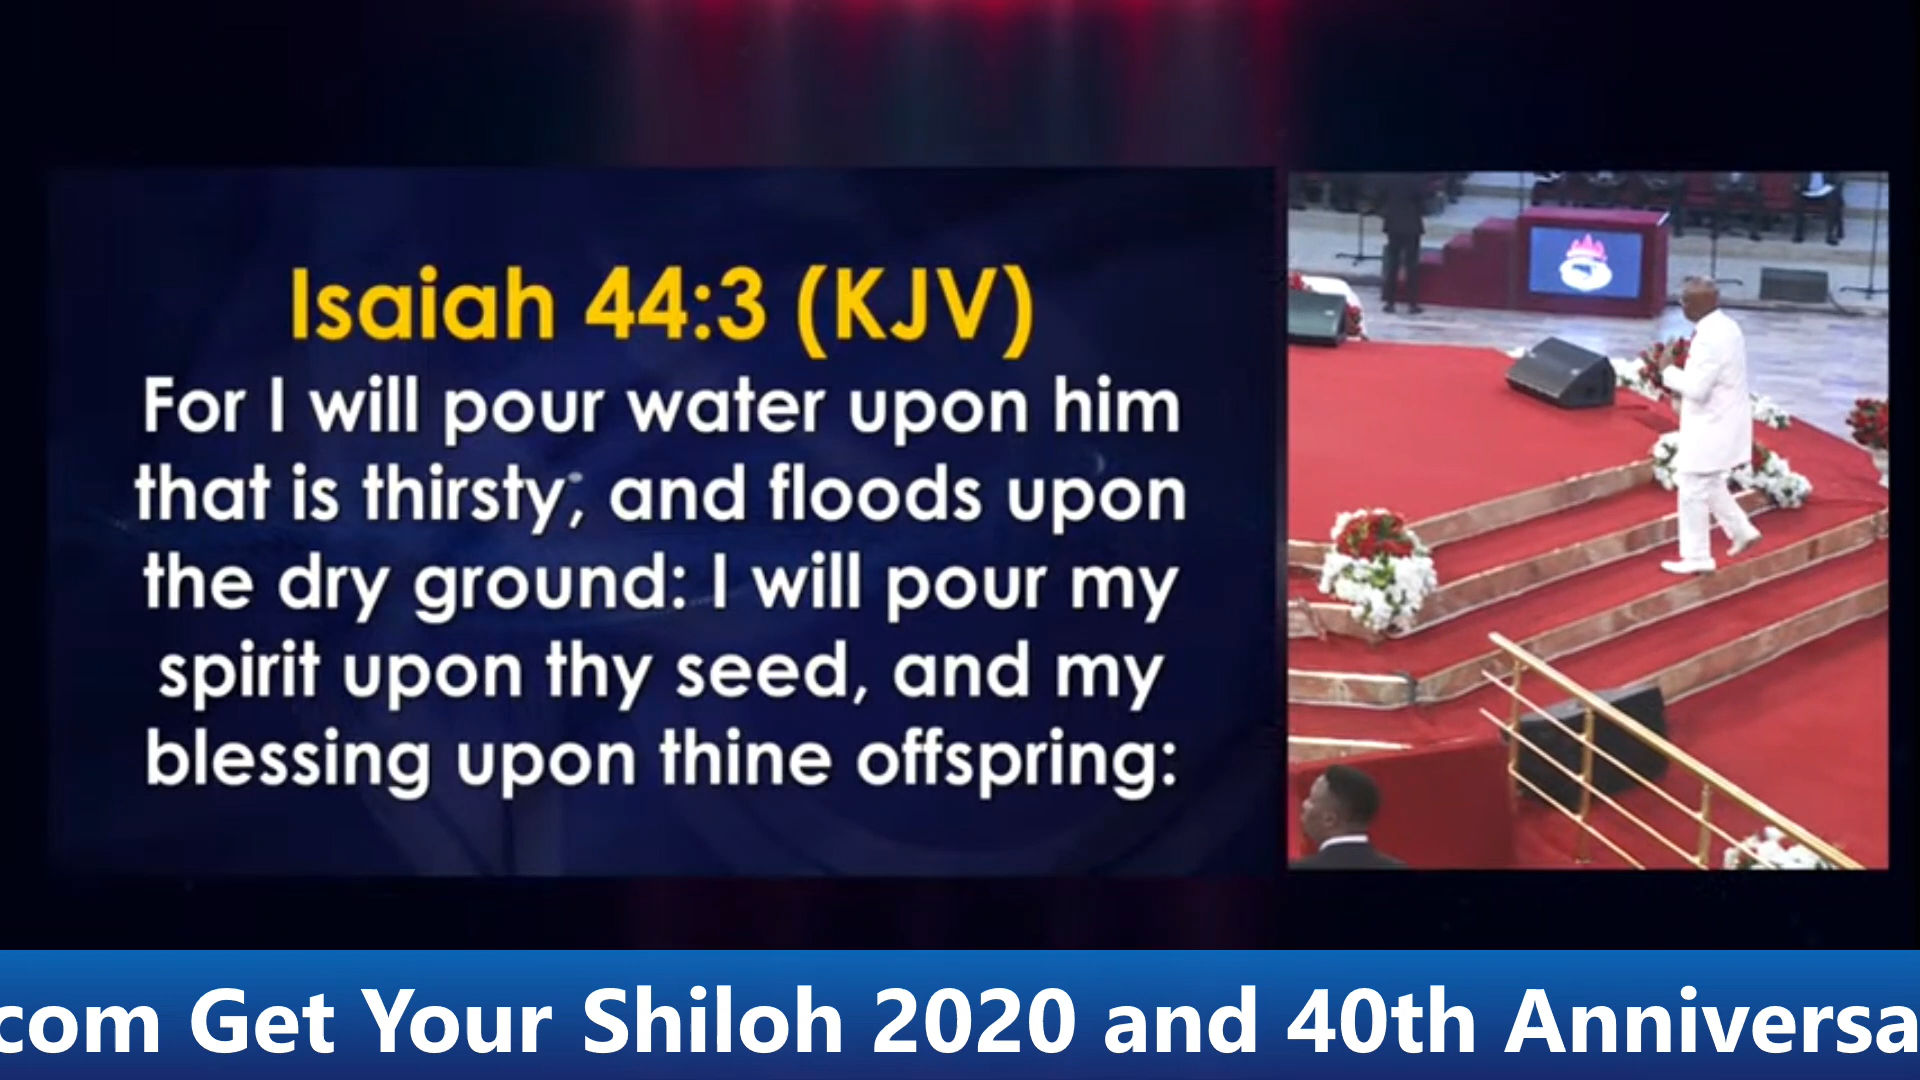 Isaiah 44:3 (KJV)
For I will pour water upon him
that is thirsty, and floods upon
the dry ground: I will pour my
spirit upon thy seed, and my
blessing upon thine offspring:
com Get Your Shiloh 2020 and 40th Anniversa